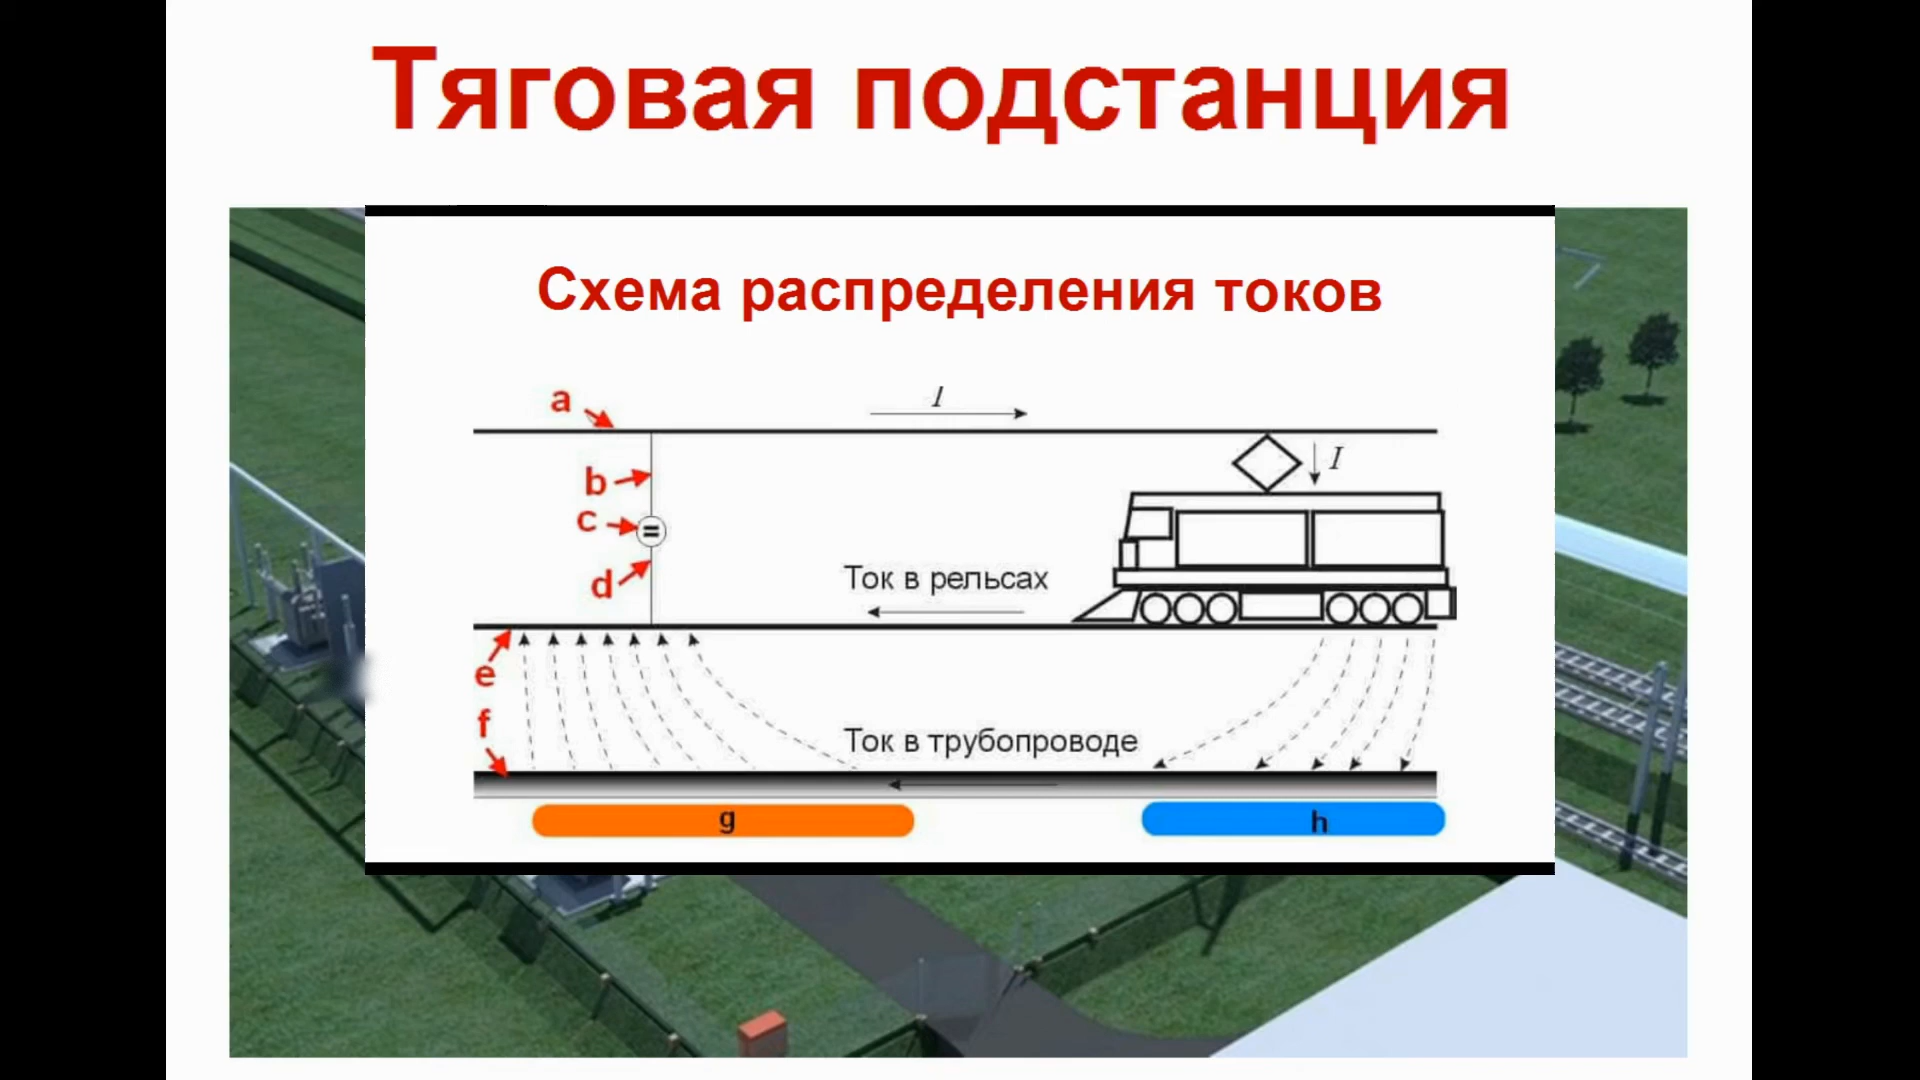 Тяговая подстанция
Схема распределения токов
a
I
b
I
c
=
d
Ток в рельсах
e
f
Ток в трубопроводе
g
h